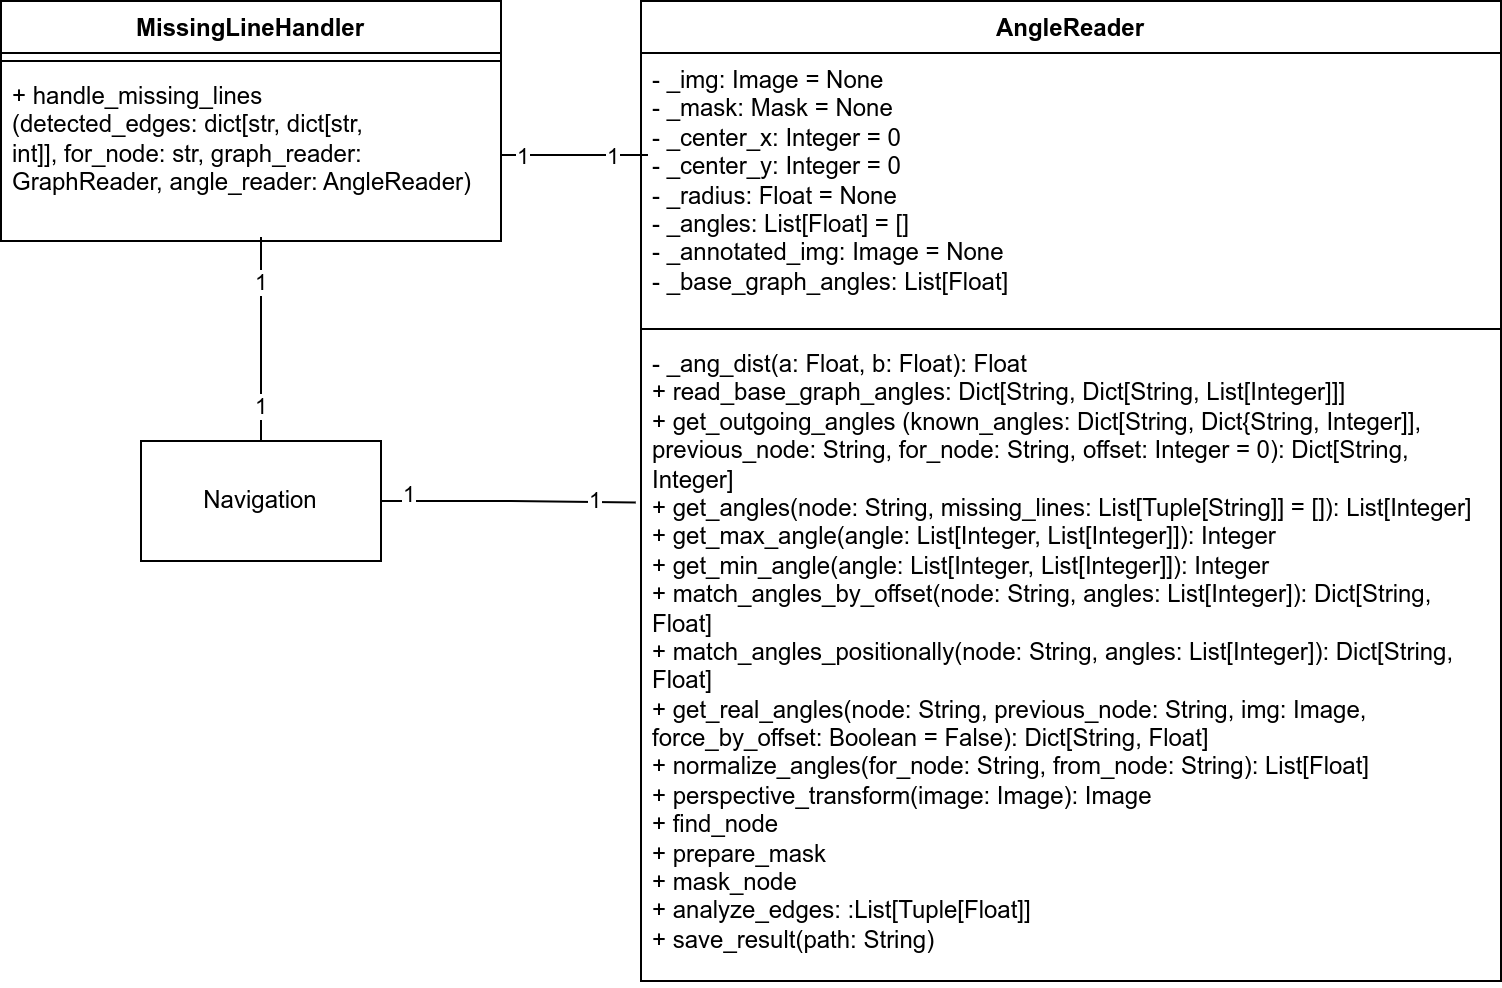 MissingLineHandler
+ handle_missing_lines
(detected_edges: dict[str, dict[str,
int]], for_node: str, graph_reader:
GraphReader, angle_reader: AngleReader)
1
1
1
1
Navigation
1
1
AngleReader
- _img: Image = None
- _mask: Mask = None
- _center_x: Integer = 0
- _center_y: Integer = 0
- _radius: Float = None
- _angles: List[Float] = []
- _annotated_img: Image = None
- _base_graph_angles: List[Float]
- _ang_dist(a: Float, b: Float): Float
+ read_base_graph_angles: Dict[String, Dict[String, List[Integer]]]
+ get_outgoing_angles (known_angles: Dict[String, Dict{String, Integer]],
previous_node: String, for_node: String, offset: Integer = 0): Dict[String,
Integer]
+ get_angles(node: String, missing_lines: List[Tuple[String]] = []): List[Integer]
+ get_max_angle(angle: List[Integer, List[Integer]]): Integer
+ get_min_angle(angle: List[Integer, List[Integer]]): Integer
+ match_angles_by_offset(node: String, angles: List[Integer]): Dict[String,
Float]
+ match_angles_positionally(node: String, angles: List[Integer]): Dict[String,
Float]
+ get_real_angles(node: String, previous_node: String, img: Image,
force_by_offset: Boolean = False): Dict[String, Float]
+ normalize_angles(for_node: String, from_node: String): List[Float]
+ perspective_transform(image: Image): Image
+ find_node
+ prepare_mask
+ mask_node
+ analyze_edges: :List[Tuple[Float]]
+ save_result(path: String)